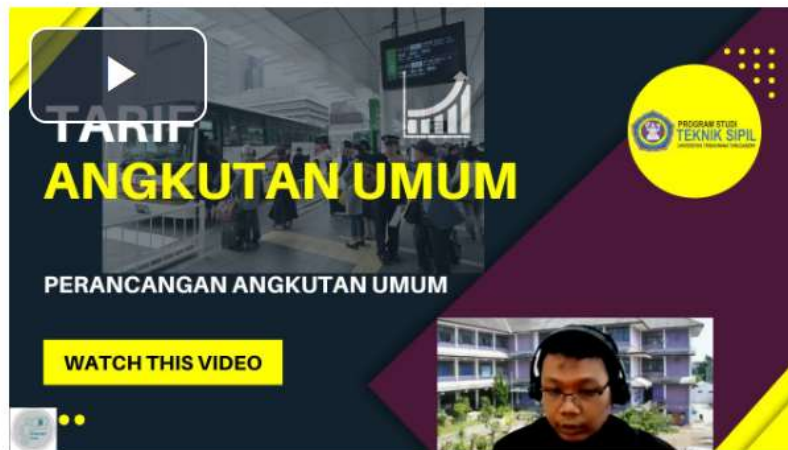 TARIF
ANGKUTAN UMUM
PROGRAM STUDI
TEKNIK SIPIL
PERANCANGAN ANGKUTAN UMUM
WATCH THIS VIDEO